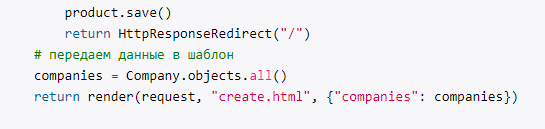 product.save()
return HttpResponseRedirect("/")
# передаем данные в шаблон
companies = Company.objects.all()
return render(request, "create.html", {"companies": companies})